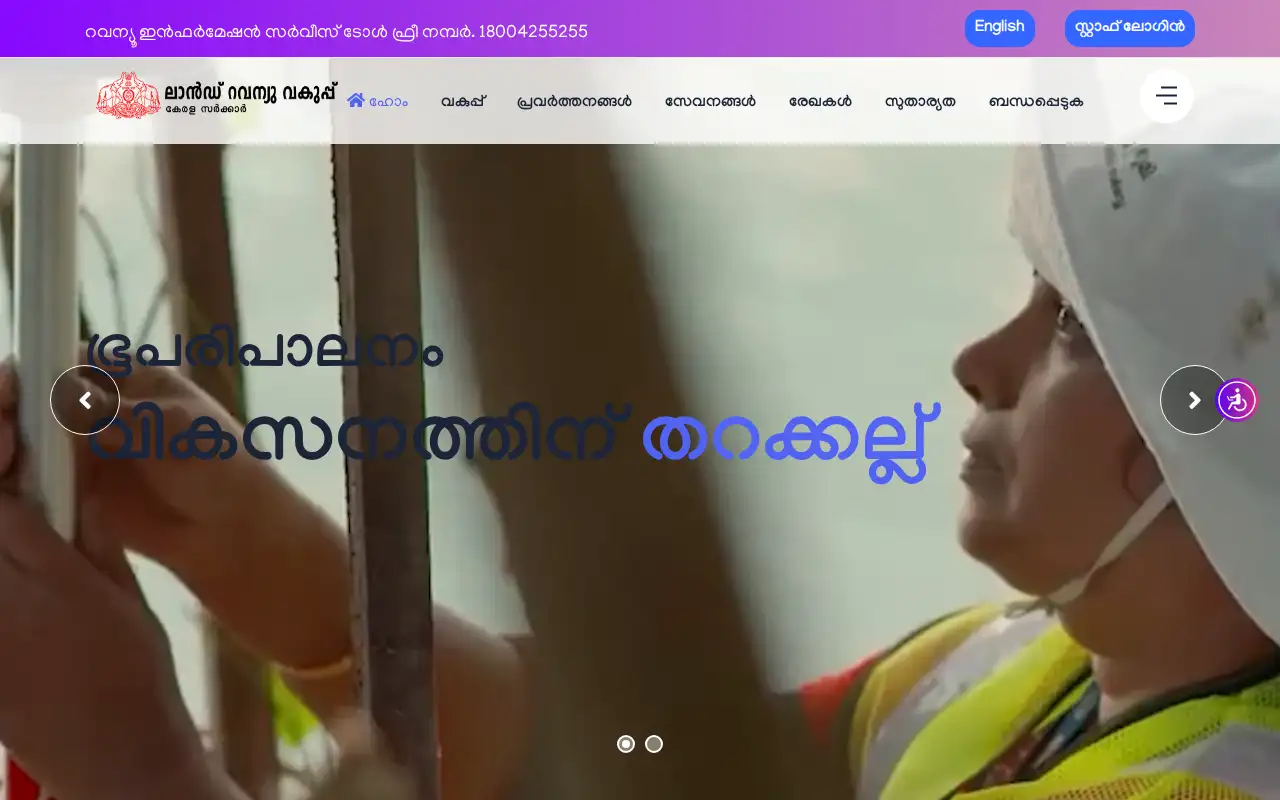 റവന്യൂ ഇൻഫർമേഷൻ സർവീസ് ടോൾ ഫ്രീ നമ്പർ. 18004255255
English
സ്റ്റാഫ് ലോഗിൻ
ലാൻഡ് റവന്യു വകുപ്പ്
കേരള സർക്കാർ
ഹോം
വകുപ്പ്
പ്രവർത്തനങ്ങൾ
സേവനങ്ങൾ
രേഖകൾ
സുതാര്യത
ബന്ധപ്പെടുക
ഭൂപരിപാലനം
വികസനത്തിന് തറക്കല്ല്